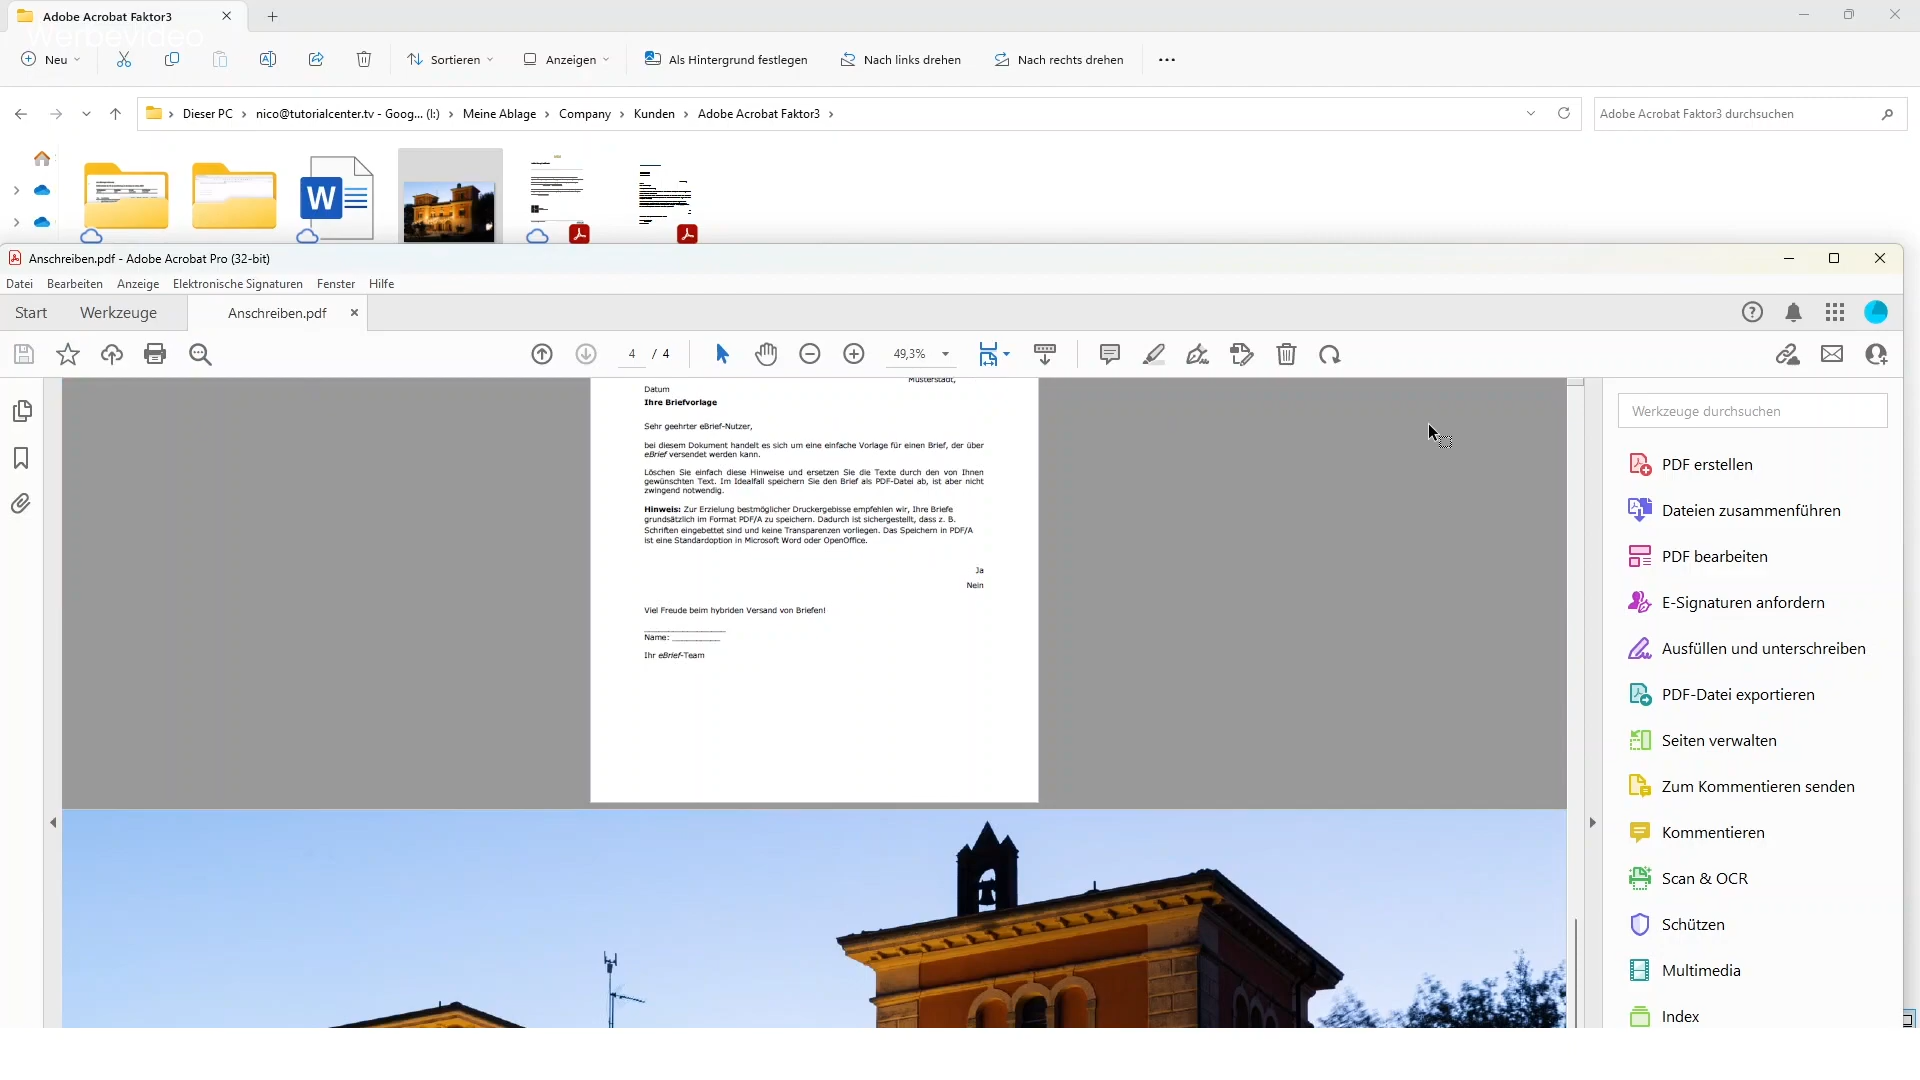 Adobe Acrobat Faktor3
Werbevideo
Neu
Sortieren
Anzeigen
Als Hintergrund festlegen
Nach links drehen
Nach rechts drehen
Dieser PC > nico@tutorialcenter.tv - Goog... (I:) > Meine Ablage > Company > Kunden > Adobe Acrobat Faktor3 >
Adobe Acrobat Faktor3 durchsuchen
W
Anschreiben.pdf - Adobe Acrobat Pro (32-bit)
Datei Bearbeiten Anzeige Elektronische Signaturen Fenster Hilfe
Start Werkzeuge Anschreiben.pdf
4 / 4
49,3%
Musterstadt,
Datum
Ihre Briefvorlage
Sehr geehrter eBrief-Nutzer,
bei diesem Dokument handelt es sich um eine einfache Vorlage für einen Brief, der über
eBrief versendet werden kann.
Löschen Sie einfach diese Hinweise und ersetzen Sie die Texte durch den von Ihnen
gewünschten Text. Im Idealfall speichern Sie den Brief als PDF-Datei ab, ist aber nicht
zwingend notwendig.
Hinweis: Zur Erzielung bestmöglicher Druckergebisse empfehlen wir, Ihre Briefe
grundsätzlich im Format PDF/A zu speichern. Dadurch ist sichergestellt, dass z. B.
Schriften eingebettet sind und keine Transparenzen vorliegen. Das Speichern in PDF/A
ist eine Standardoption in Microsoft Word oder OpenOffice.
Ja
Nein
Viel Freude beim hybriden Versand von Briefen!
Name: ____________
Ihr eBrief-Team
Werkzeuge durchsuchen
PDF erstellen
Dateien zusammenführen
PDF bearbeiten
E-Signaturen anfordern
Ausfüllen und unterschreiben
PDF-Datei exportieren
Seiten verwalten
Zum Kommentieren senden
Kommentieren
Scan & OCR
Schützen
Multimedia
Index